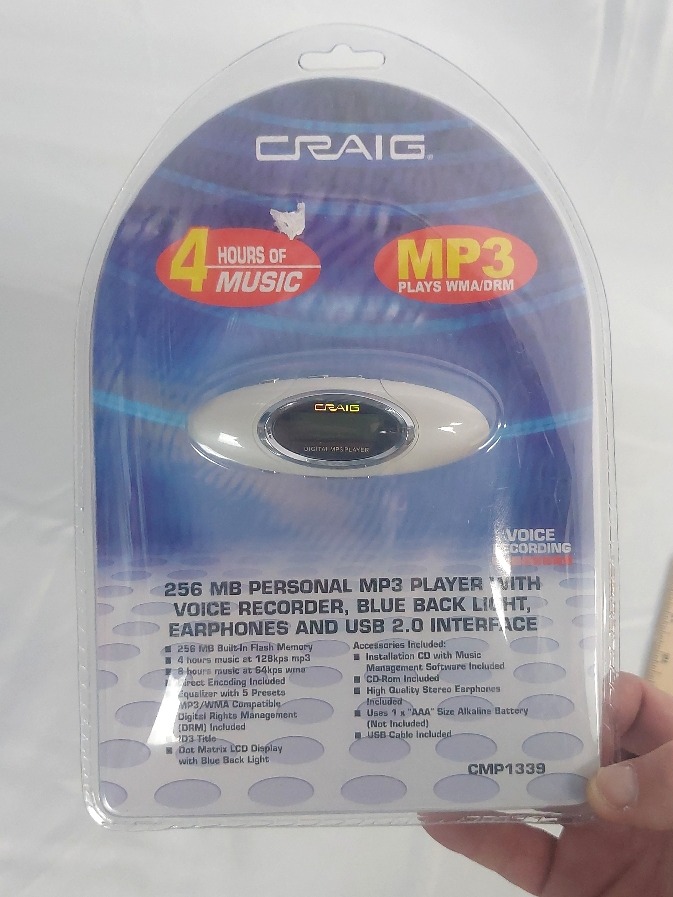 CRAIG
4 HOURS OF
MUSIC
MP3
PLAYS WMA/DRM
CRAIG
DIGITAL MP3 PLAYER
VOICE
RECORDING
256 MB PERSONAL MP3 PLAYER WITH
VOICE RECORDER, BLUE BACK LIGHT,
EARPHONES AND USB 2.0 INTERFACE
256 MB Built-In Flash Memory
4 hours music at 128kps mp3
8 hours music at 64kps wma
Direct Encoding Included
Equalizer with 5 Presets
MP3/WMA Compatible
Digital Rights Management
(DRM) Included
ID3 Title
Dot Matrix LCD Display
with Blue Back Light
Accessories Included:
Installation CD with Music
Management Software Included
CD-Rom Included
High Quality Stereo Earphones
Included
Uses 1 x "AAA" Size Alkaline Battery
(Not Included)
USB Cable Included
CMP1339